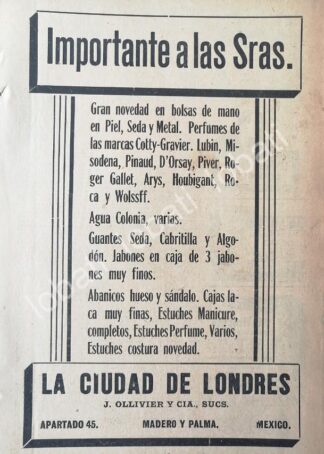 Importante a las Sras.
Gran novedad en bolsas de mano
en Piel, Seda y Metal. Perfumes de
las marcas Cotty-Gravier. Lubin, Mi-
sodena, Pinaud, D'Orsay, Piver, Ro-
ger Gallet, Arys, Houbigant, Ro-
ca y Wolssff.
Agua Colonia, varias.
Guantes Seda, Cabritilla y Algo-
dón. Jabones en caja de 3 jabo-
nes muy finos.
Abanicos hueso y sándalo. Cajas la-
ca muy finas, Estuches Manicure,
completos, Estuches Perfume, Varios,
Estuches costura novedad.
LA CIUDAD DE LONDRES
J. OLLIVIER Y CIA., SUCS.
APARTADO 45. MADERO Y PALMA. MEXICO.